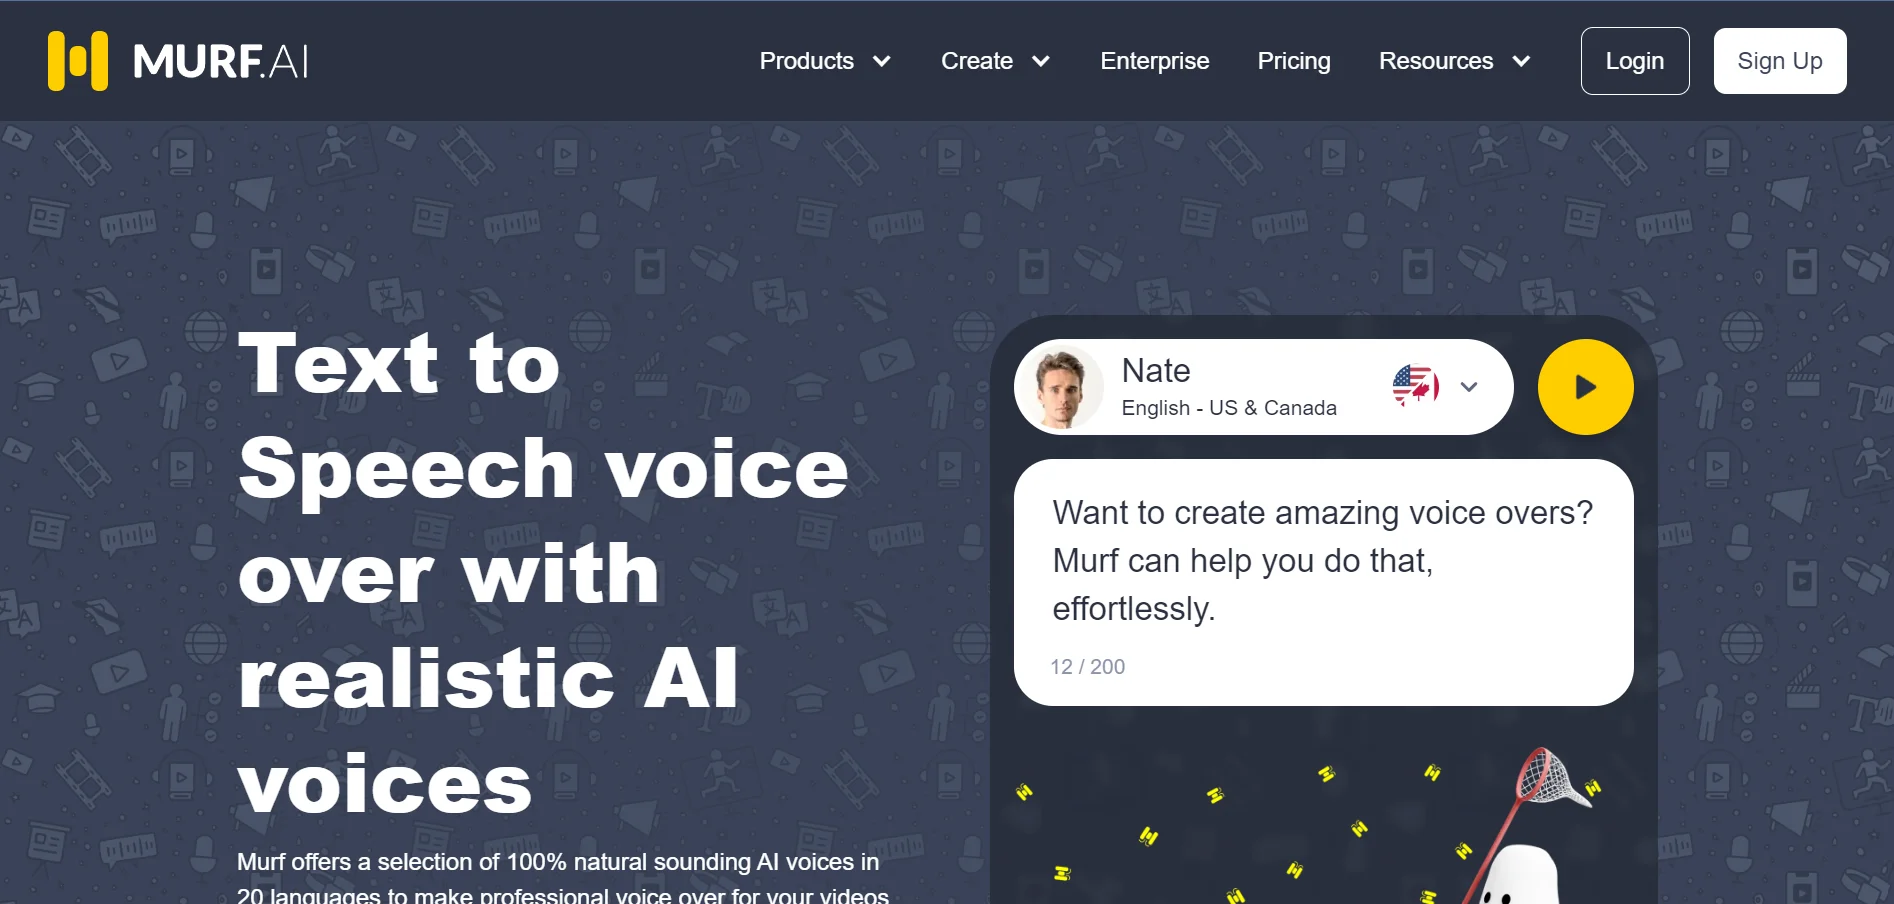 MURF.AI
Products
Create
Enterprise
Pricing
Resources
Login
Sign Up
Text to
Speech voice
over with
realistic AI
voices
Murf offers a selection of 100% natural sounding AI voices in
20 languages to make professional voice over for your videos
Nate
English - US & Canada
Want to create amazing voice overs?
Murf can help you do that,
effortlessly.
12 / 200